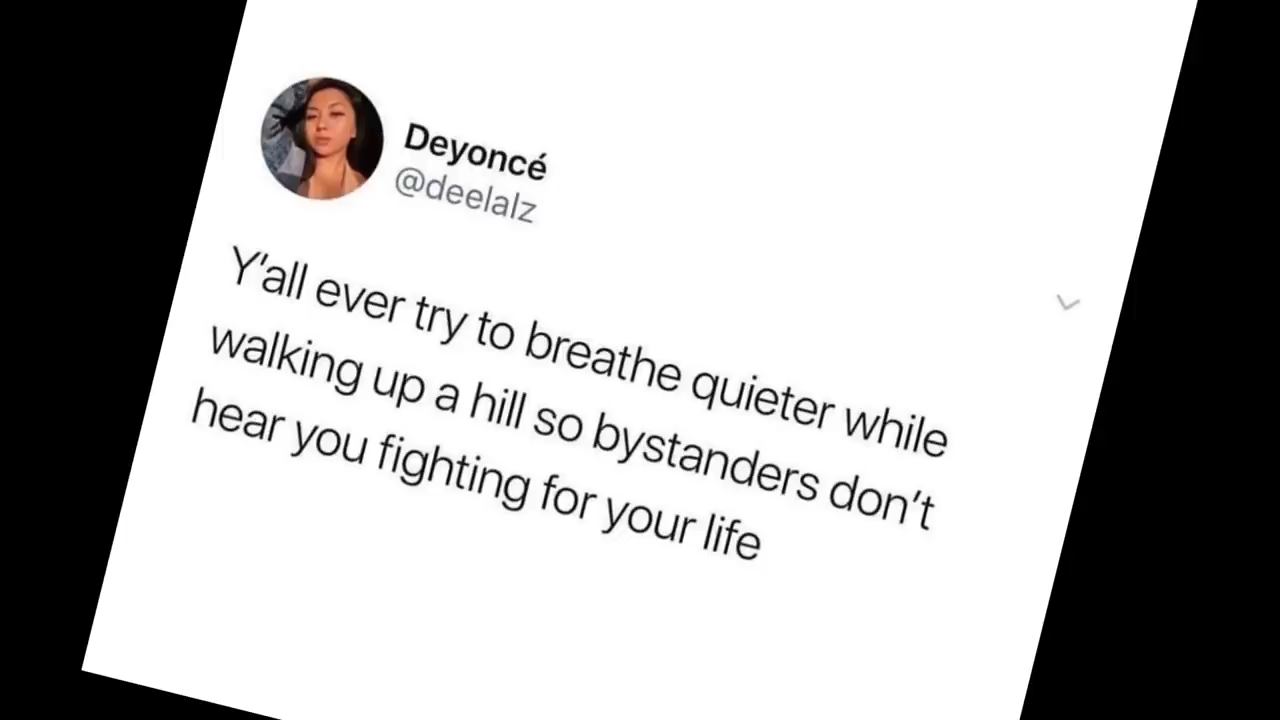 Deyoncé
@deelalz
Y'all ever try to breathe quieter while
walking up a hill so bystanders don't
hear you fighting for your life